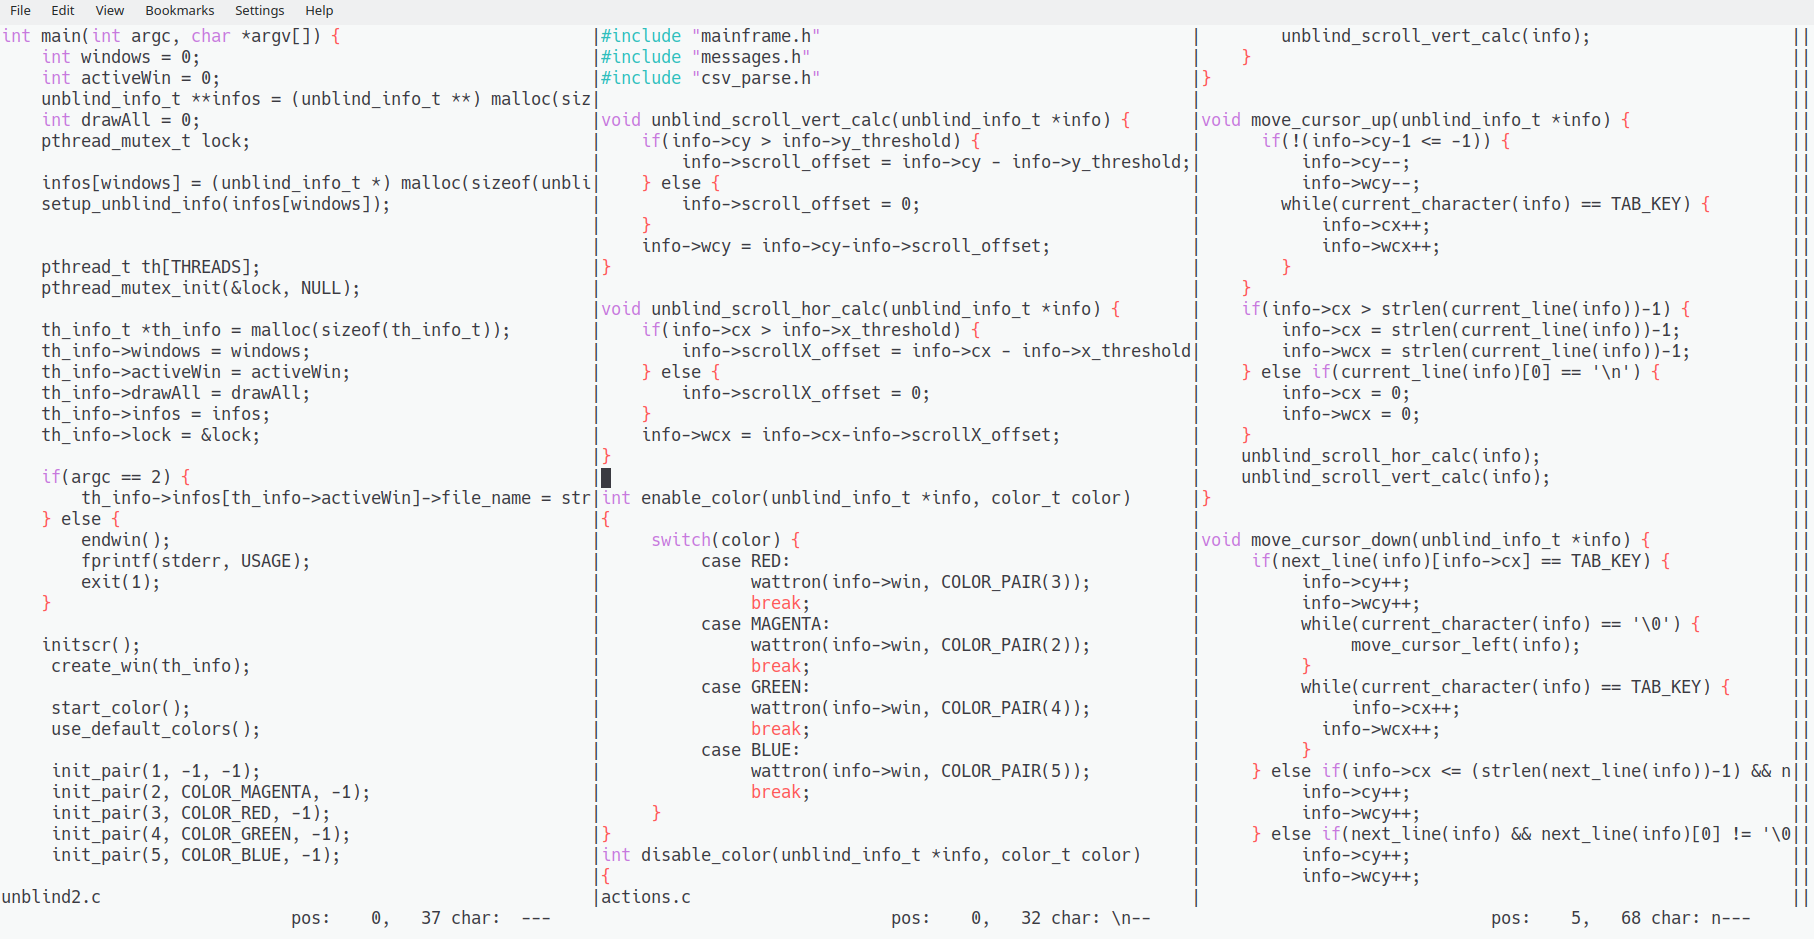 File Edit View Bookmarks Settings Help
int main(int argc, char *argv[]) {
    int windows = 0;
    int activeWin = 0;
    unblind_info_t **infos = (unblind_info_t **) malloc(siz
    int drawAll = 0;
    pthread_mutex_t lock;
    infos[windows] = (unblind_info_t *) malloc(sizeof(unbli
    setup_unblind_info(infos[windows]);
    pthread_t th[THREADS];
    pthread_mutex_init(&lock, NULL);
    th_info_t *th_info = malloc(sizeof(th_info_t));
    th_info->windows = windows;
    th_info->activeWin = activeWin;
    th_info->drawAll = drawAll;
    th_info->infos = infos;
    th_info->lock = &lock;
    if(argc == 2) {
        th_info->infos[th_info->activeWin]->file_name = str
    } else {
        endwin();
        fprintf(stderr, USAGE);
        exit(1);
    }
    initscr();
     create_win(th_info);
     start_color();
     use_default_colors();
     init_pair(1, -1, -1);
     init_pair(2, COLOR_MAGENTA, -1);
     init_pair(3, COLOR_RED, -1);
     init_pair(4, COLOR_GREEN, -1);
     init_pair(5, COLOR_BLUE, -1);
unblind2.c
pos:    0,   37 char:  ---
#include "mainframe.h"
#include "messages.h"
#include "csv_parse.h"
void unblind_scroll_vert_calc(unblind_info_t *info) {
    if(info->cy > info->y_threshold) {
        info->scroll_offset = info->cy - info->y_threshold;
    } else {
        info->scroll_offset = 0;
    }
    info->wcy = info->cy-info->scroll_offset;
}
void unblind_scroll_hor_calc(unblind_info_t *info) {
    if(info->cx > info->x_threshold) {
        info->scrollX_offset = info->cx - info->x_threshold
    } else {
        info->scrollX_offset = 0;
    }
    info->wcx = info->cx-info->scrollX_offset;
}
int enable_color(unblind_info_t *info, color_t color)
{
     switch(color) {
          case RED:
               wattron(info->win, COLOR_PAIR(3));
               break;
          case MAGENTA:
               wattron(info->win, COLOR_PAIR(2));
               break;
          case GREEN:
               wattron(info->win, COLOR_PAIR(4));
               break;
          case BLUE:
               wattron(info->win, COLOR_PAIR(5));
               break;
     }
}
int disable_color(unblind_info_t *info, color_t color)
{
actions.c
pos:    0,   32 char: \n--
        unblind_scroll_vert_calc(info);
    }
}
void move_cursor_up(unblind_info_t *info) {
      if(!(info->cy-1 <= -1)) {
          info->cy--;
          info->wcy--;
        while(current_character(info) == TAB_KEY) {
            info->cx++;
            info->wcx++;
        }
    }
    if(info->cx > strlen(current_line(info))-1) {
        info->cx = strlen(current_line(info))-1;
        info->wcx = strlen(current_line(info))-1;
    } else if(current_line(info)[0] == '\n') {
        info->cx = 0;
        info->wcx = 0;
    }
    unblind_scroll_hor_calc(info);
    unblind_scroll_vert_calc(info);
}
void move_cursor_down(unblind_info_t *info) {
     if(next_line(info)[info->cx] == TAB_KEY) {
          info->cy++;
          info->wcy++;
          while(current_character(info) == '\0') {
               move_cursor_left(info);
          }
          while(current_character(info) == TAB_KEY) {
               info->cx++;
            info->wcx++;
          }
     } else if(info->cx <= (strlen(next_line(info))-1) && n
          info->cy++;
          info->wcy++;
     } else if(next_line(info) && next_line(info)[0] != '\0
          info->cy++;
          info->wcy++;
pos:    5,   68 char: n---